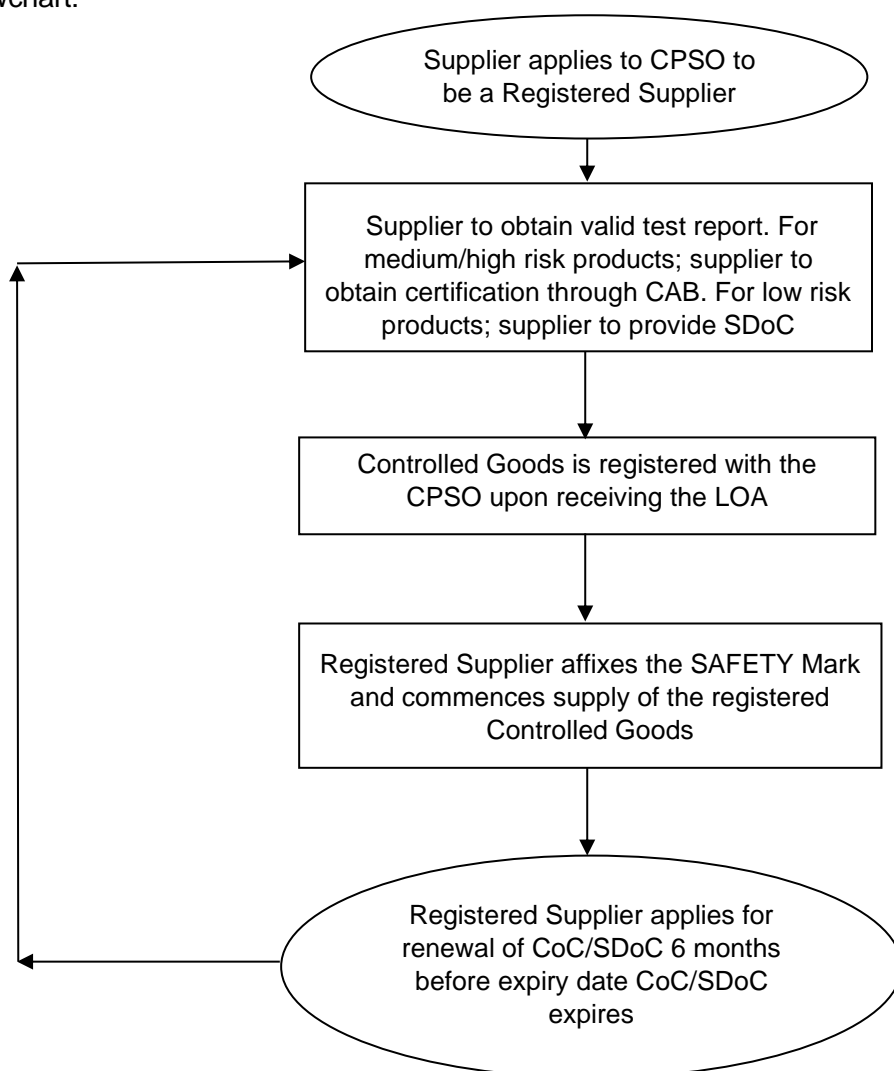 Supplier applies to CPSO to
be a Registered Supplier
Supplier to obtain valid test report. For
medium/high risk products; supplier to
obtain certification through CAB. For low risk
products; supplier to provide SDoC
Controlled Goods is registered with the
CPSO upon receiving the LOA
Registered Supplier affixes the SAFETY Mark
and commences supply of the registered
Controlled Goods
Registered Supplier applies for
renewal of CoC/SDoC 6 months
before expiry date CoC/SDoC
expires